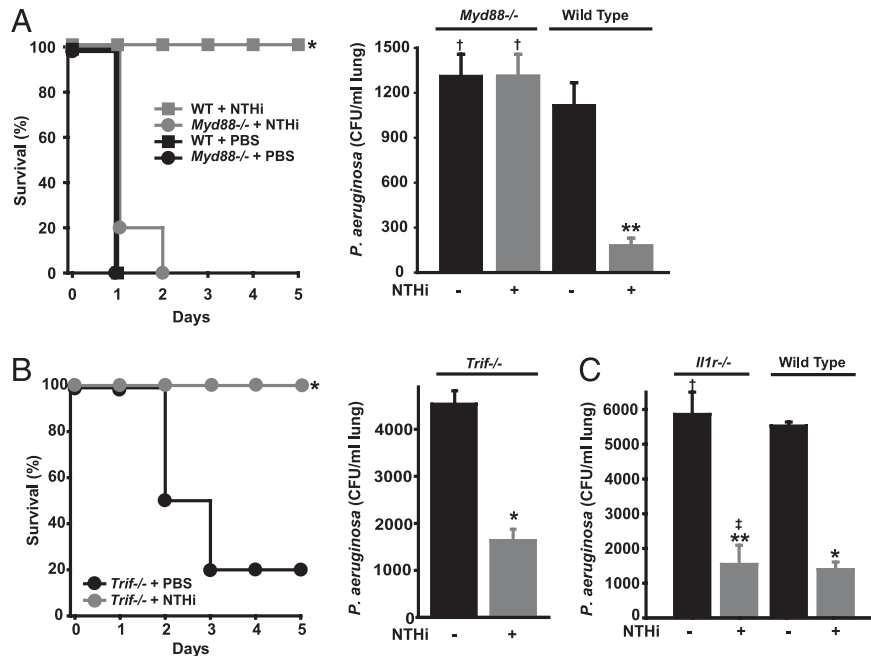 A
Survival (%)
100
80
60
40
20
0
0 1 2 3 4 5
Days
*
WT + NTHi
Myd88-/- + NTHi
WT + PBS
Myd88-/- + PBS
Myd88-/- Wild Type
P. aeruginosa (CFU/ml lung)
1500
1200
900
600
300
0
† † **
NTHi - + - +
B
Survival (%)
100
80
60
40
20
0
0 1 2 3 4 5
Days
*
Trif-/- + PBS
Trif-/- + NTHi
Trif-/-
P. aeruginosa (CFU/ml lung)
4000
3000
2000
1000
0
*
NTHi - +
C
Il1r-/- Wild Type
P. aeruginosa (CFU/ml lung)
6000
5000
4000
3000
2000
1000
0
†
‡
** *
NTHi - + - +